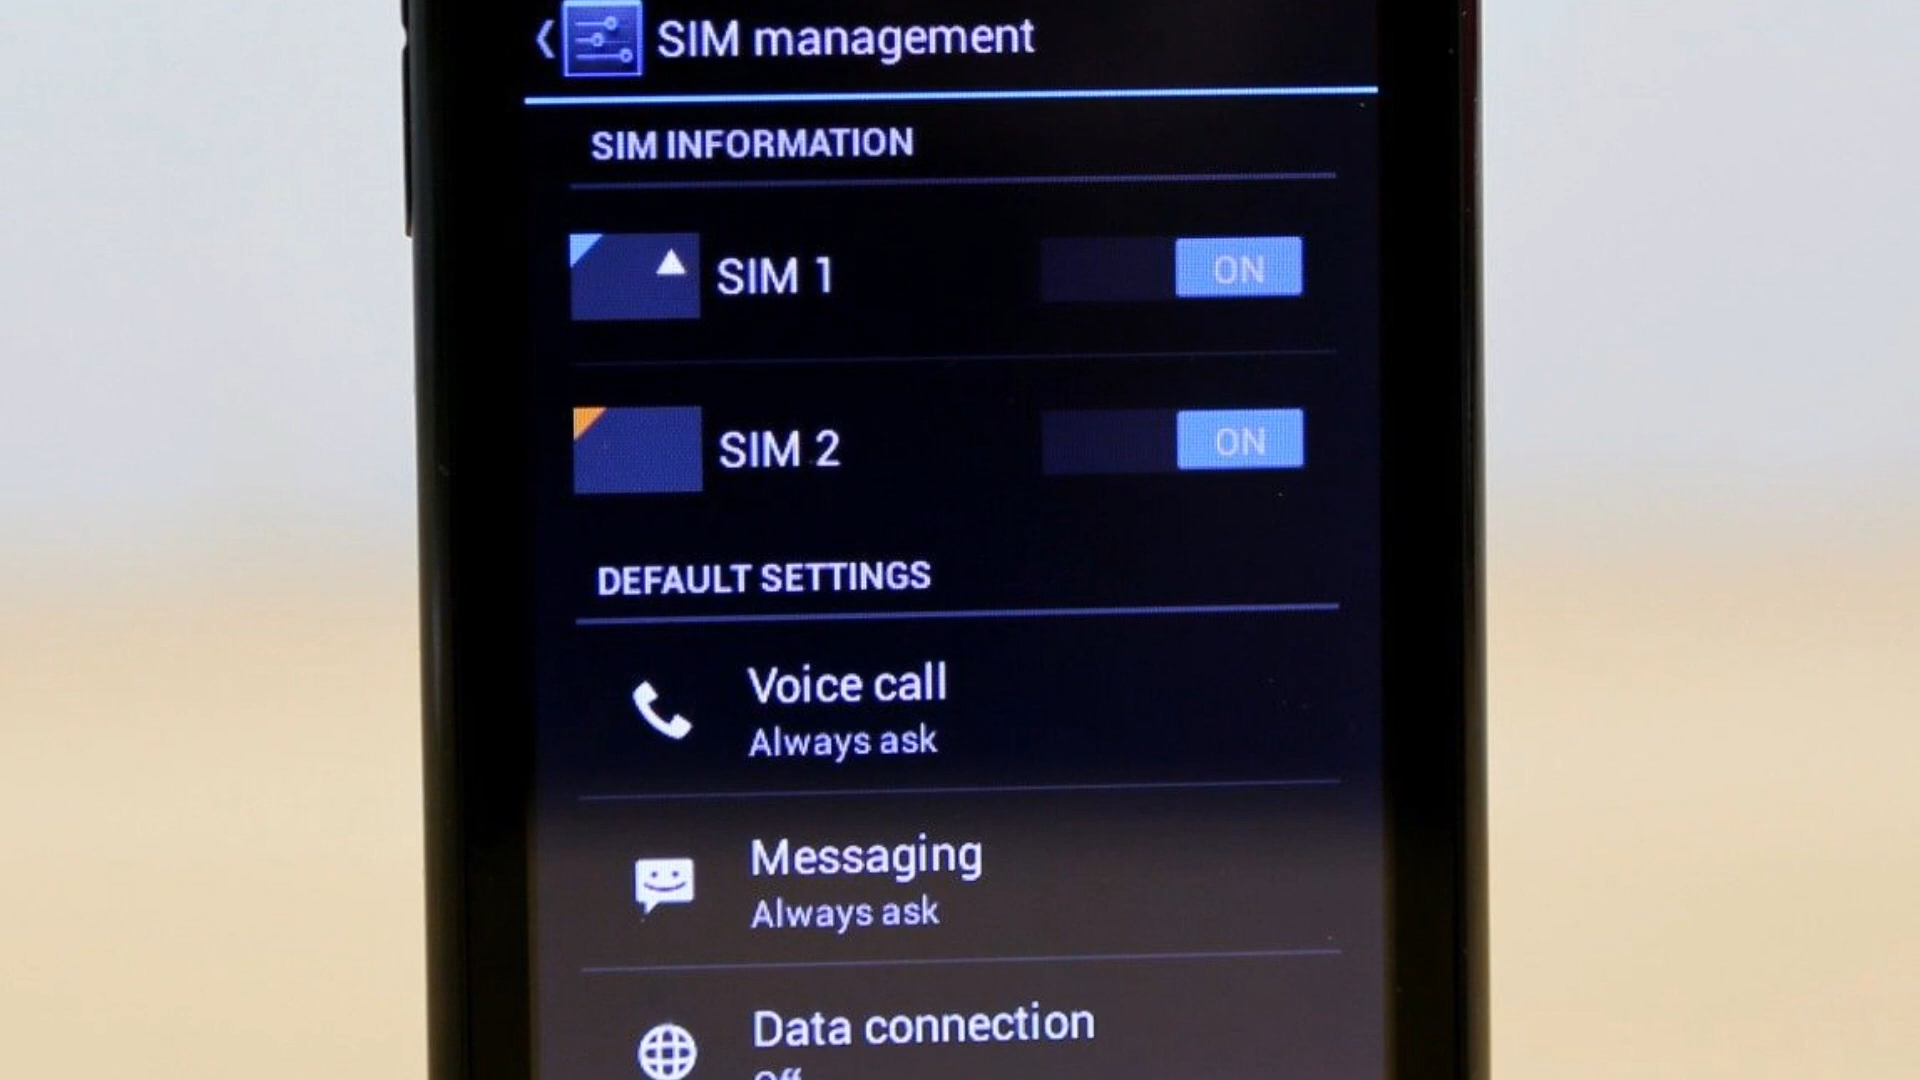 SIM management
SIM INFORMATION
SIM 1
ON
SIM 2
ON
DEFAULT SETTINGS
Voice call
Always ask
Messaging
Always ask
Data connection
Off